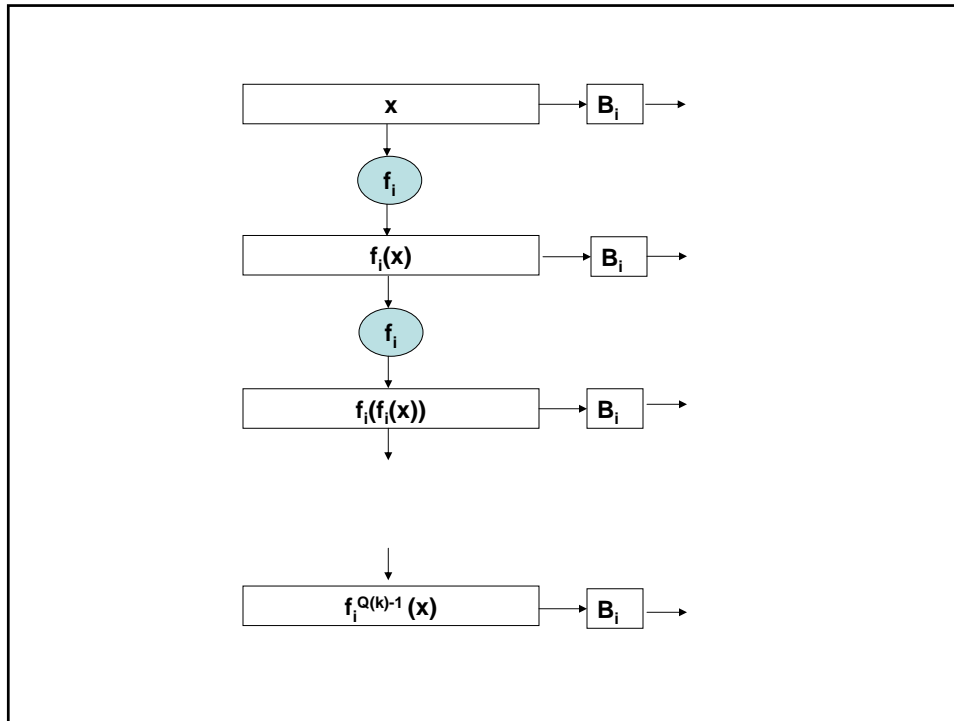 x B_i
f_i
f_i(x) B_i
f_i
f_i(f_i(x)) B_i
f_i^{Q(k)-1}(x) B_i